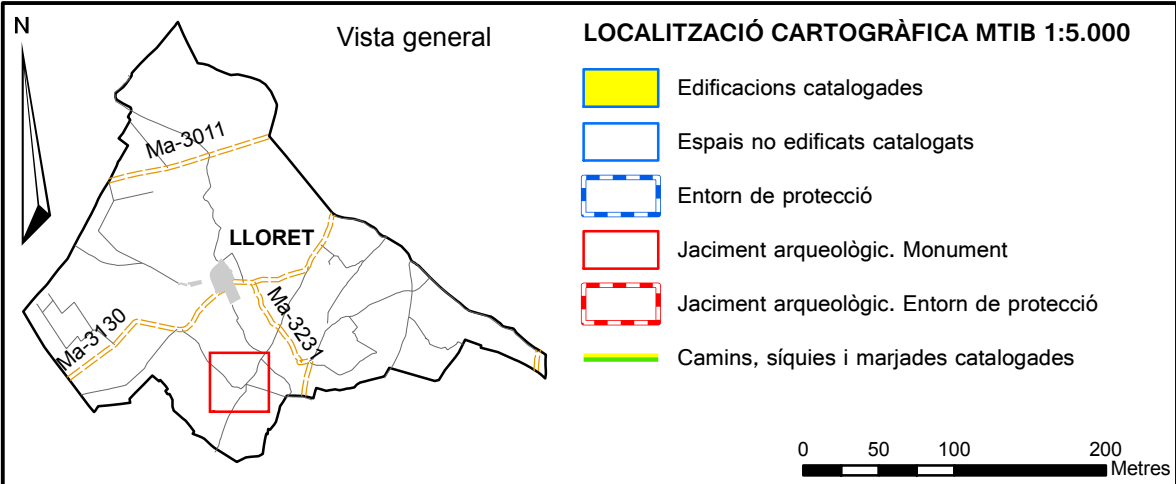 N
Vista general
Ma-3011
LLORET
Ma-3231
Ma-3130
LOCALITZACIÓ CARTOGRÀFICA MTIB 1:5.000
Edificacions catalogades
Espais no edificats catalogats
Entorn de protecció
Jaciment arqueològic. Monument
Jaciment arqueològic. Entorn de protecció
Camins, síquies i marjades catalogades
0 50 100 200
Metres